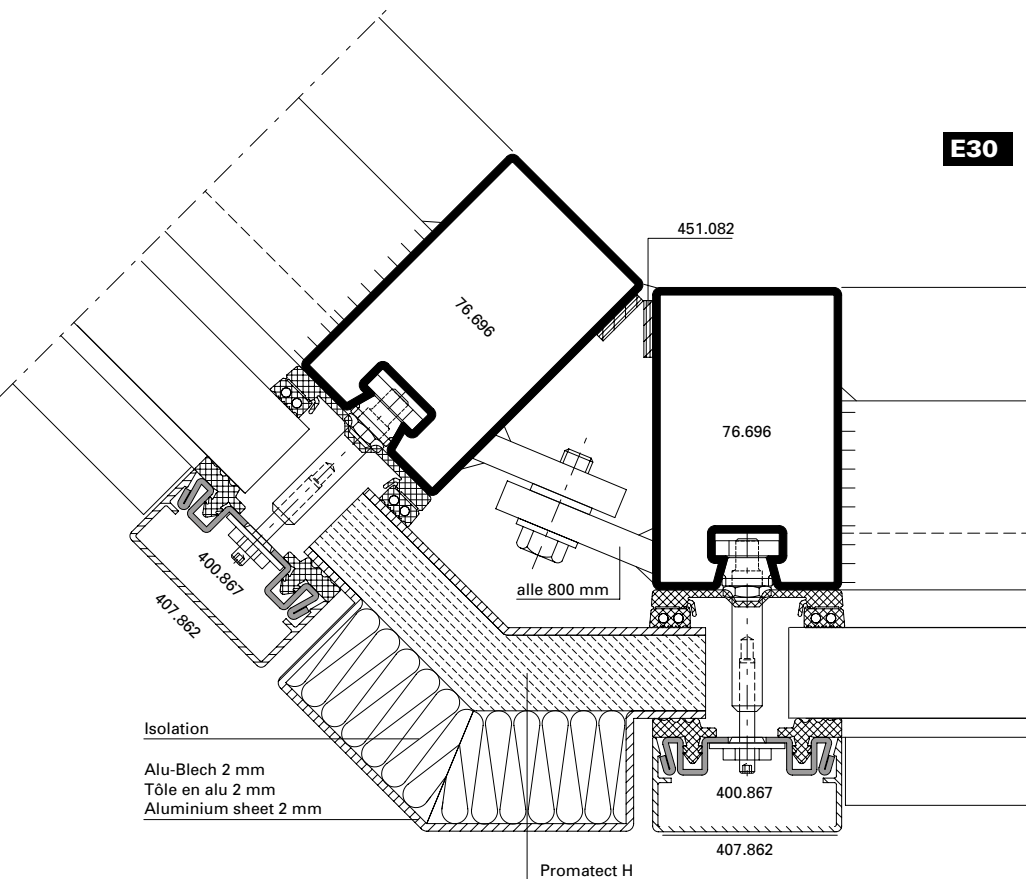 E30
451.082
76.696
76.696
400.867
407.862
alle 800 mm
Isolation
Alu-Blech 2 mm
Tôle en alu 2 mm
Aluminium sheet 2 mm
400.867
407.862
Promatect H